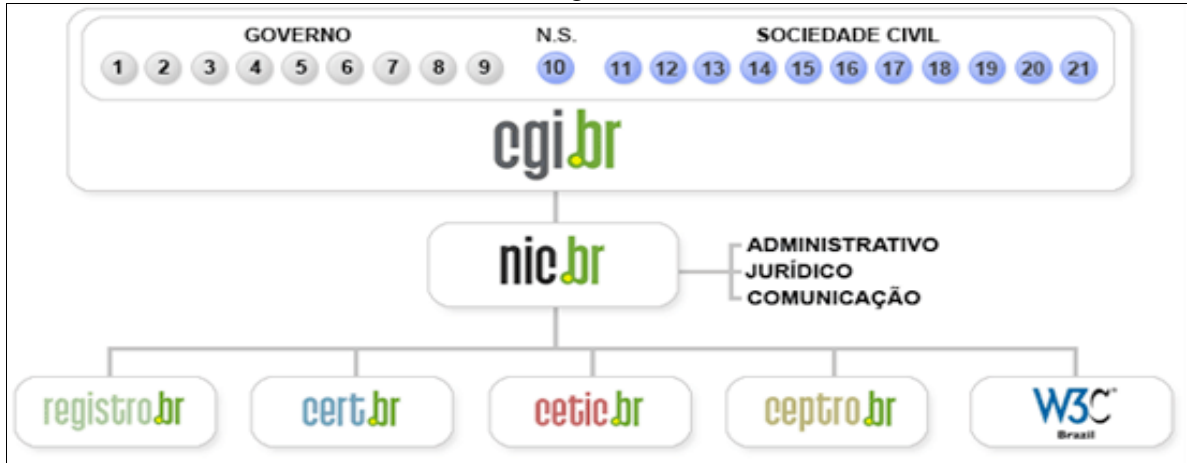 GOVERNO N.S. SOCIEDADE CIVIL
1 2 3 4 5 6 7 8 9 10 11 12 13 14 15 16 17 18 19 20 21
cgi.br
nic.br
ADMINISTRATIVO
JURÍDICO
COMUNICAÇÃO
registro.br cert.br cetic.br ceptro.br W3C
Brazil